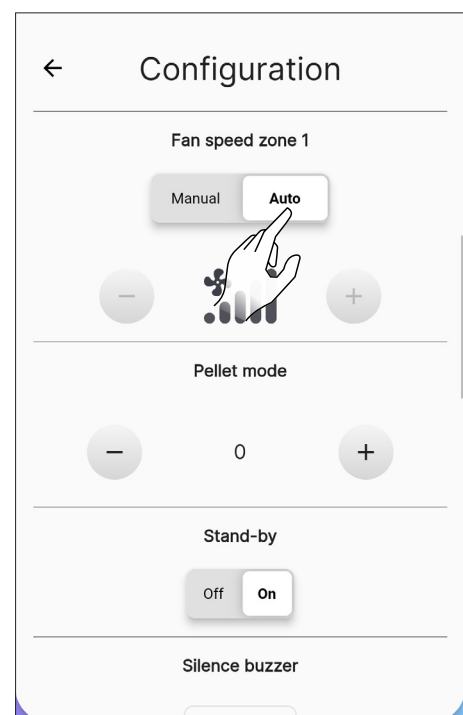 Configuration
Fan speed zone 1
Manual Auto
Pellet mode
− 0 +
Stand-by
Off On
Silence buzzer